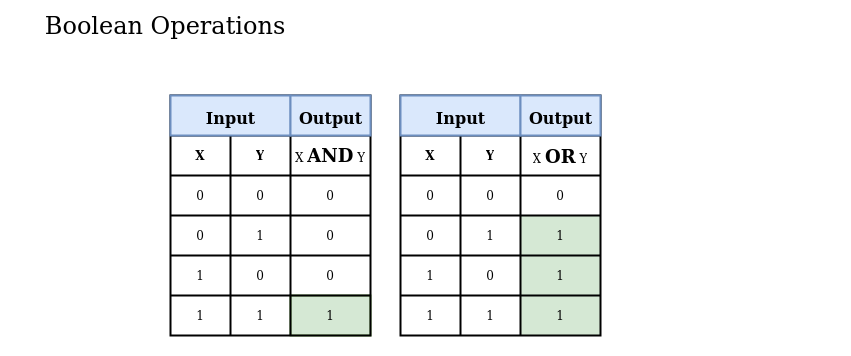 Boolean Operations
Input Output Input Output
X Y X AND Y X Y X OR Y
0 0 0 0 0 0
0 1 0 0 1 1
1 0 0 1 0 1
1 1 1 1 1 1